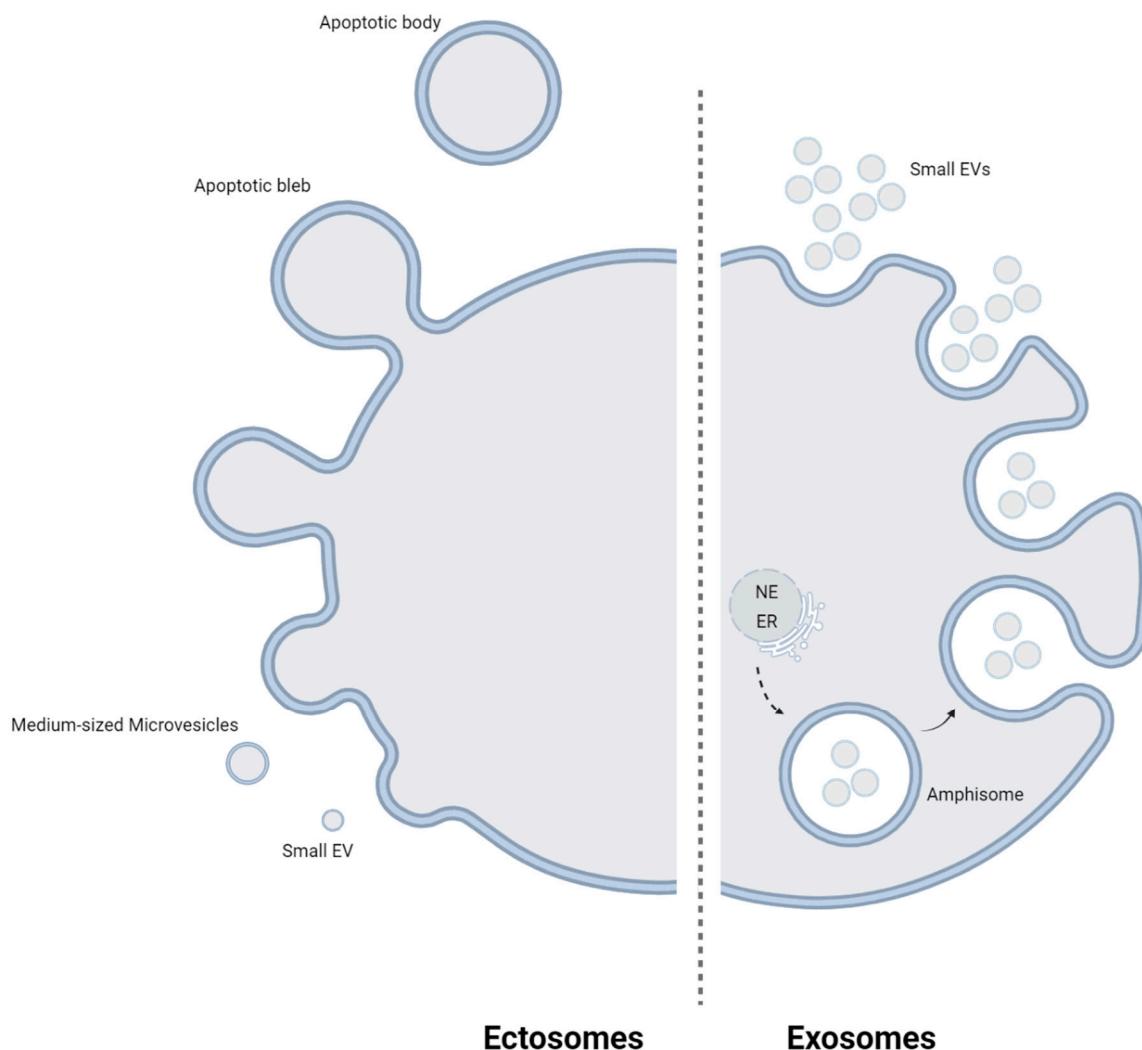 Apoptotic body
Apoptotic bleb
Small EVs
NE
ER
Medium-sized Microvesicles
Amphisome
Small EV
Ectosomes
Exosomes